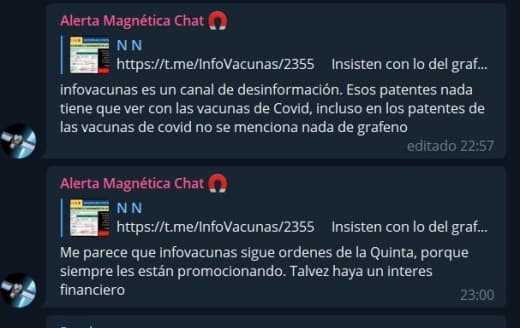 Alerta Magnética Chat 🧲
N N
https://t.me/InfoVacunas/2355 Insisten con lo del graf...
infovacunas es un canal de desinformación. Esos patentes nada
tiene que ver con las vacunas de Covid, incluso en los patentes de
las vacunas de covid no se menciona nada de grafeno
editado 22:57
Alerta Magnética Chat 🧲
N N
https://t.me/InfoVacunas/2355 Insisten con lo del graf...
Me parece que infovacunas sigue ordenes de la Quinta, porque
siempre les están promocionando. Talvez haya un interes
financiero
23:00